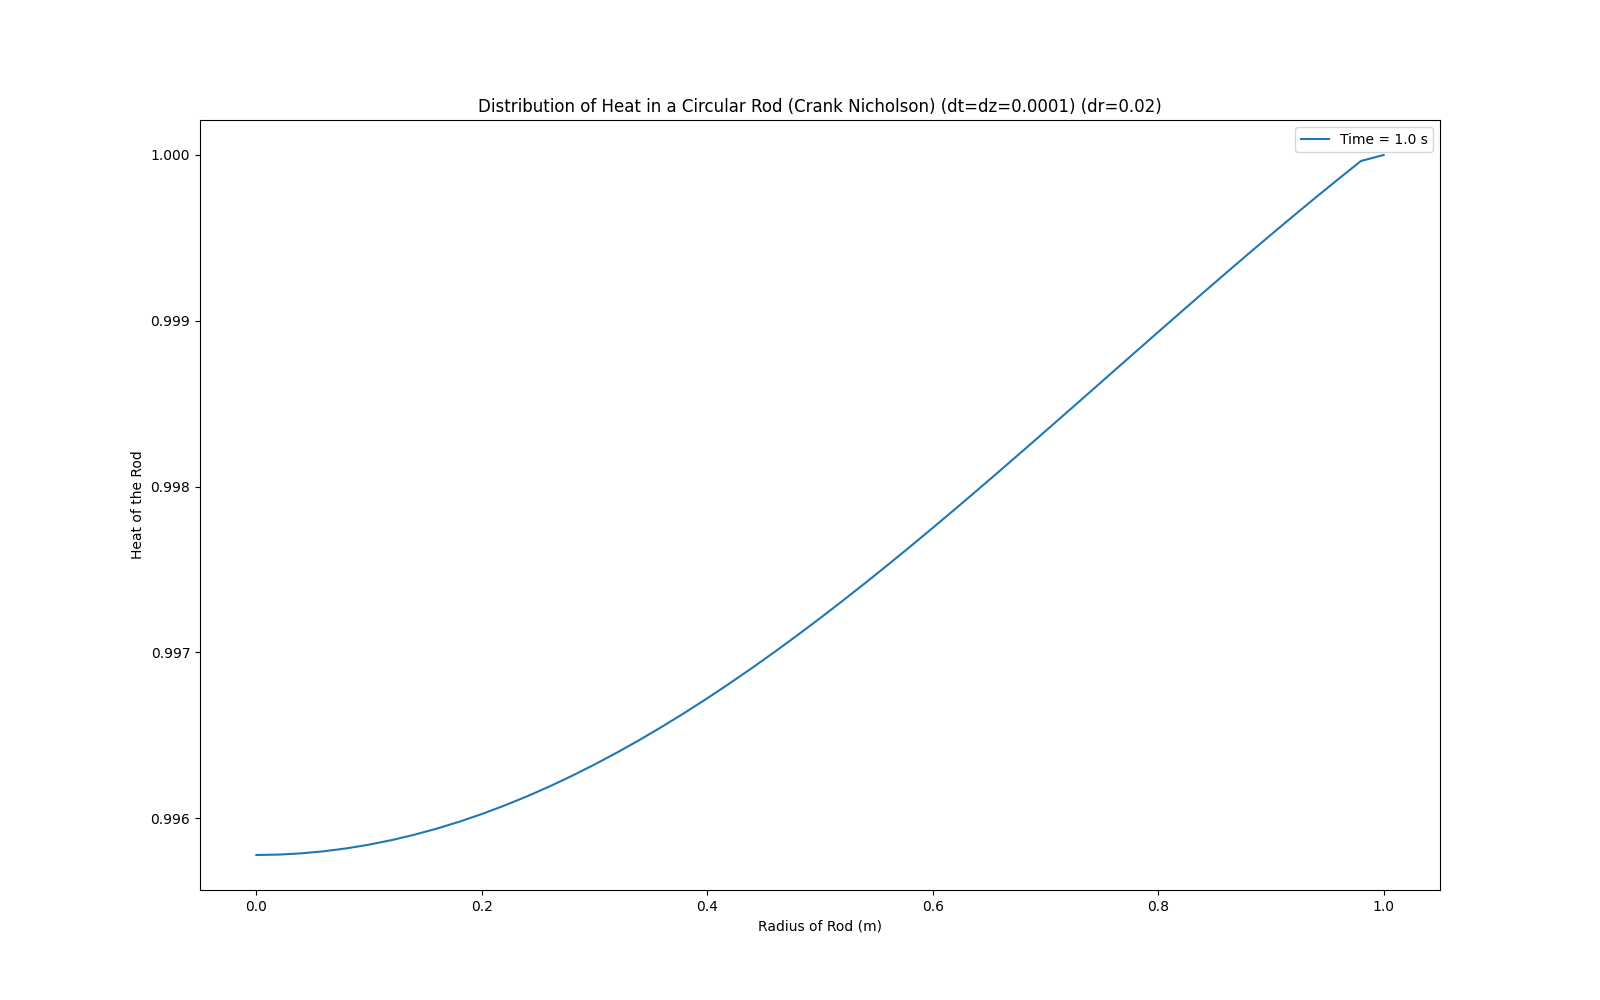 Distribution of Heat in a Circular Rod (Crank Nicholson) (dt=dz=0.0001) (dr=0.02)
Time = 1.0 s
1.000
0.999
0.998
0.997
0.996
Heat of the Rod
0.0 0.2 0.4 0.6 0.8 1.0
Radius of Rod (m)